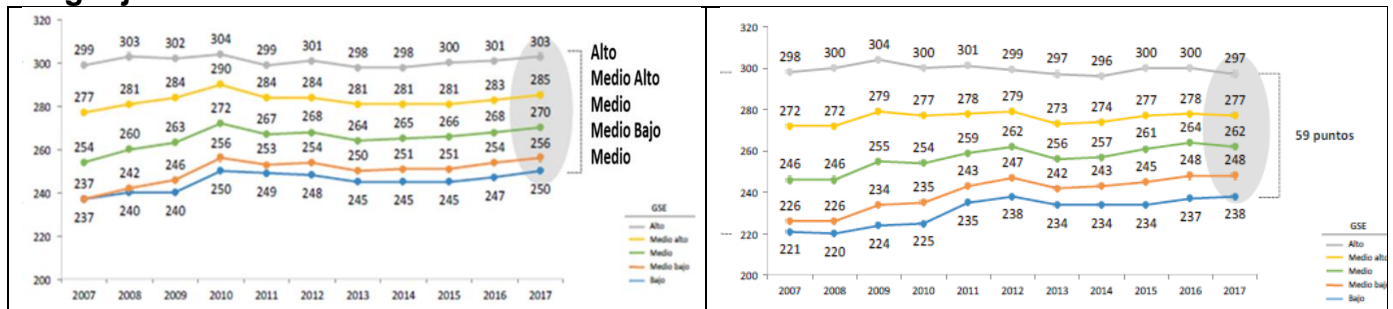 320
300
280
260
240
220
200
299 303 302 304 299 301 298 298 300 301 303
277 281 284 290 284 284 281 281 281 283 285
254 260 263 272 267 268 264 265 266 268 270
237 242 246 256 253 254 250 251 251 254 256
237 240 240 250 249 248 245 245 245 247 250
2007 2008 2009 2010 2011 2012 2013 2014 2015 2016 2017
Alto
Medio Alto
Medio
Medio Bajo
Medio
GSE
Alto
Medio alto
Medio
Medio bajo
Bajo
320
300
280
260
240
220
200
298 300 304 300 301 299 297 296 300 300 297
272 272 279 277 278 279 273 274 277 278 277
246 246 255 254 259 262 256 257 261 264 262
226 226 234 235 243 247 242 243 245 248 248
221 220 224 225 235 238 234 234 234 237 238
2007 2008 2009 2010 2011 2012 2013 2014 2015 2016 2017
59 puntos
GSE
Alto
Medio alto
Medio
Medio bajo
Bajo